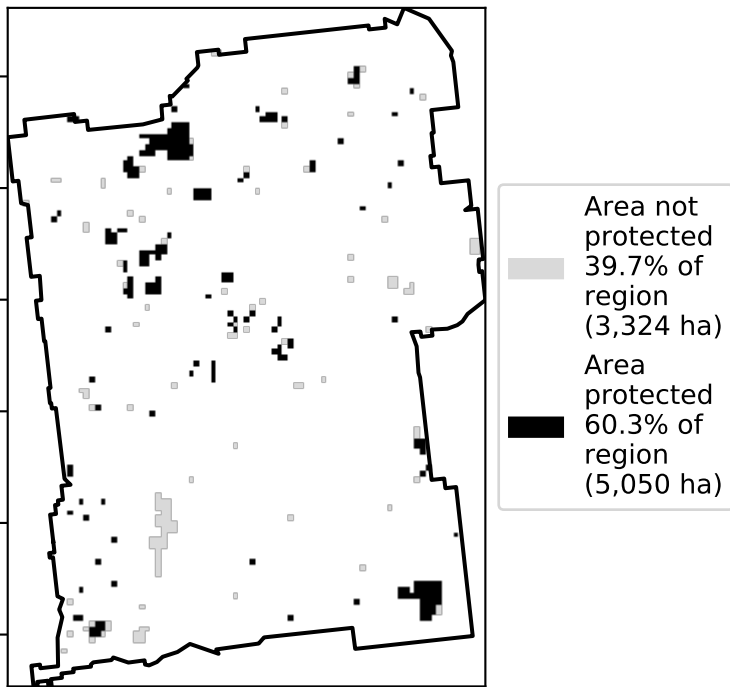 Area not
protected
39.7% of
region
(3,324 ha)
Area
protected
60.3% of
region
(5,050 ha)